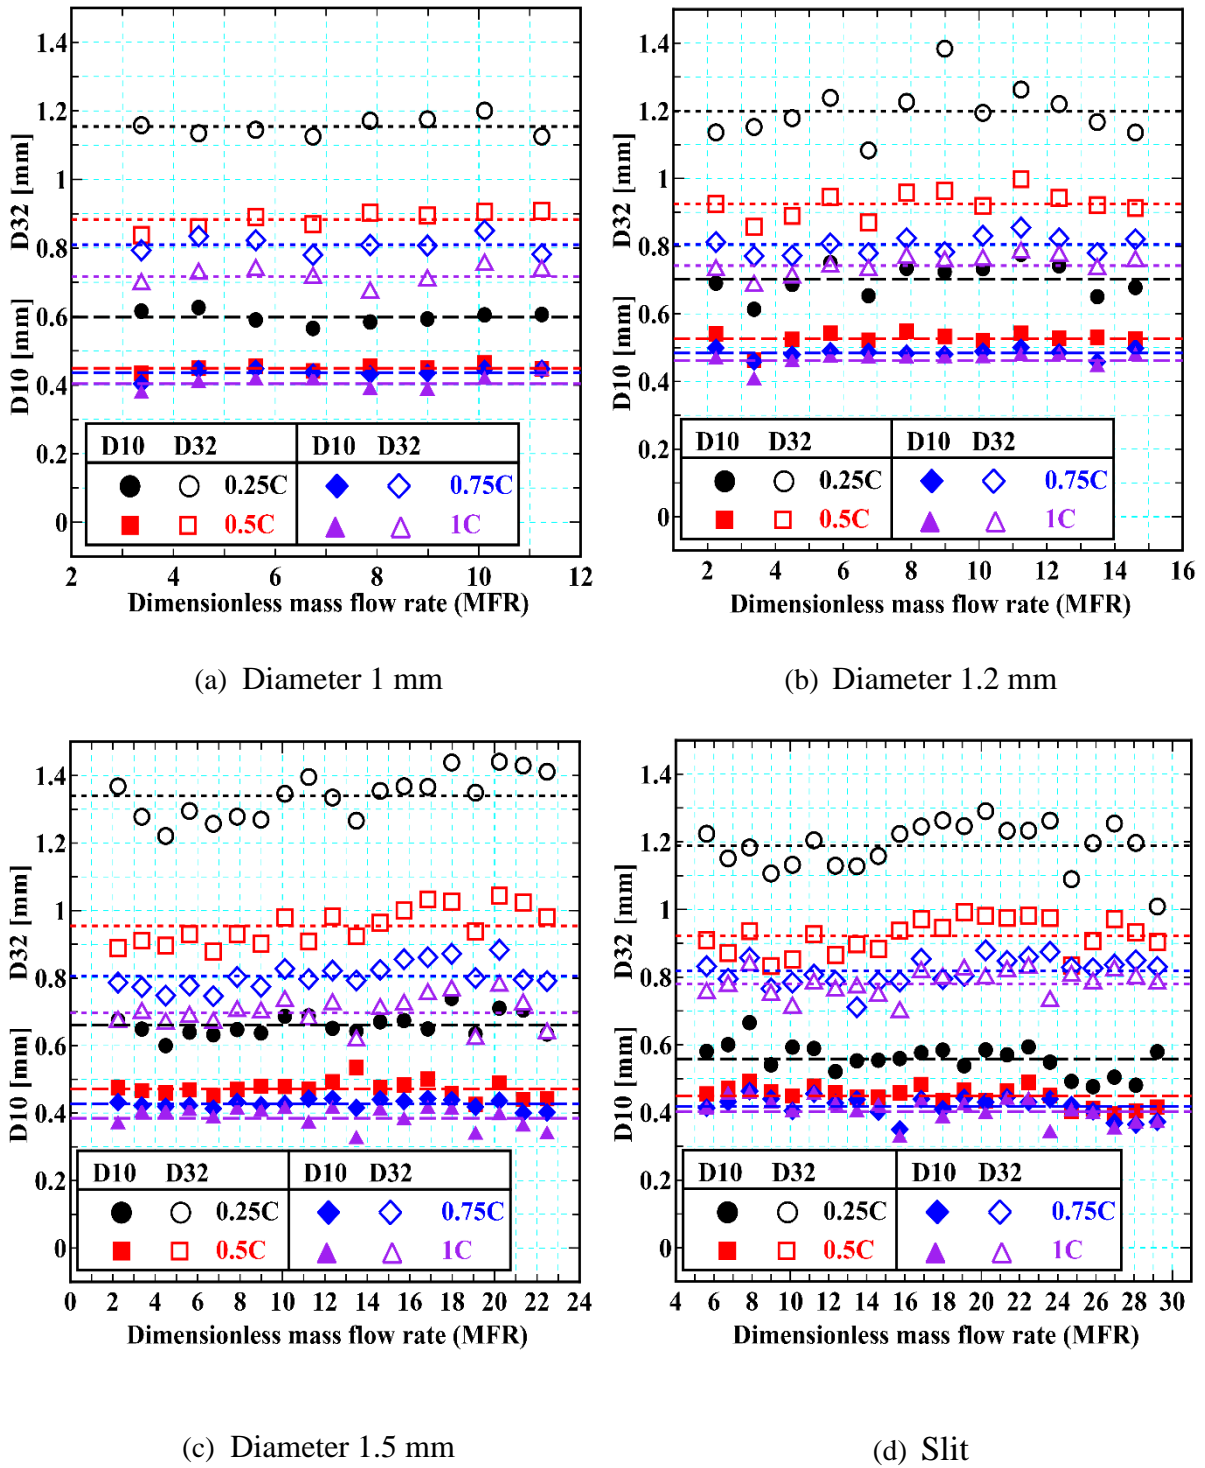 1.4
1.2
1
0.8
0.6
0.4
0.2
0
D32 [mm]
D10 [mm]
D10 D32 D10 D32
0.25C 0.75C
0.5C 1C
2 4 6 8 10 12
Dimensionless mass flow rate (MFR)
(a) Diameter 1 mm
1.4
1.2
1
0.8
0.6
0.4
0.2
0
D32 [mm]
D10 [mm]
D10 D32 D10 D32
0.25C 0.75C
0.5C 1C
2 4 6 8 10 12 14 16
Dimensionless mass flow rate (MFR)
(b) Diameter 1.2 mm
1.4
1.2
1
0.8
0.6
0.4
0.2
0
D32 [mm]
D10 [mm]
D10 D32 D10 D32
0.25C 0.75C
0.5C 1C
0 2 4 6 8 10 12 14 16 18 20 22 24
Dimensionless mass flow rate (MFR)
(c) Diameter 1.5 mm
1.4
1.2
1
0.8
0.6
0.4
0.2
0
D32 [mm]
D10 [mm]
D10 D32 D10 D32
0.25C 0.75C
0.5C 1C
4 6 8 10 12 14 16 18 20 22 24 26 28 30
Dimensionless mass flow rate (MFR)
(d) Slit